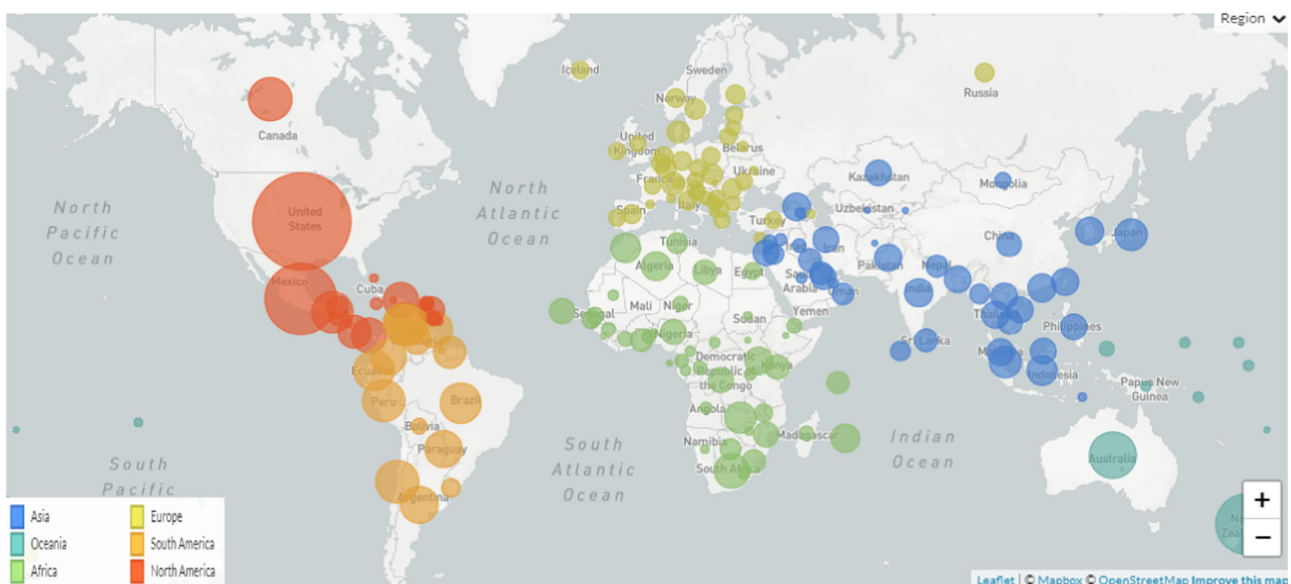 Region
Iceland
Sweden
Norway
Russia
Canada
United
Kingdom
Belarus
Ukraine
France
Kazakhstan
Mongolia
North
Pacific
Ocean
North
Atlantic
Ocean
United
States
Spain
Italy
Turkey
Uzbekistan
China
Japan
Tunisia
Iran
Mexico
Algeria
Libya
Egypt
Saudi
Arabia
Pakistan
Nepal
Cuba
Oman
India
Mali
Niger
Senegal
Sudan
Yemen
Nigeria
Philippines
Sri Lanka
Ecuador
Democratic
Republic of
the Congo
Kenya
Indonesia
Papua New
Guinea
Peru
Brazil
Angola
Bolivia
Madagascar
Namibia
Paraguay
South
Atlantic
Ocean
Indian
Ocean
South
Pacific
South Africa
Australia
Argentina
Asia
Europe
Oceania
South America
Africa
North America
+
−
Leaflet | © Mapbox © OpenStreetMap Improve this map